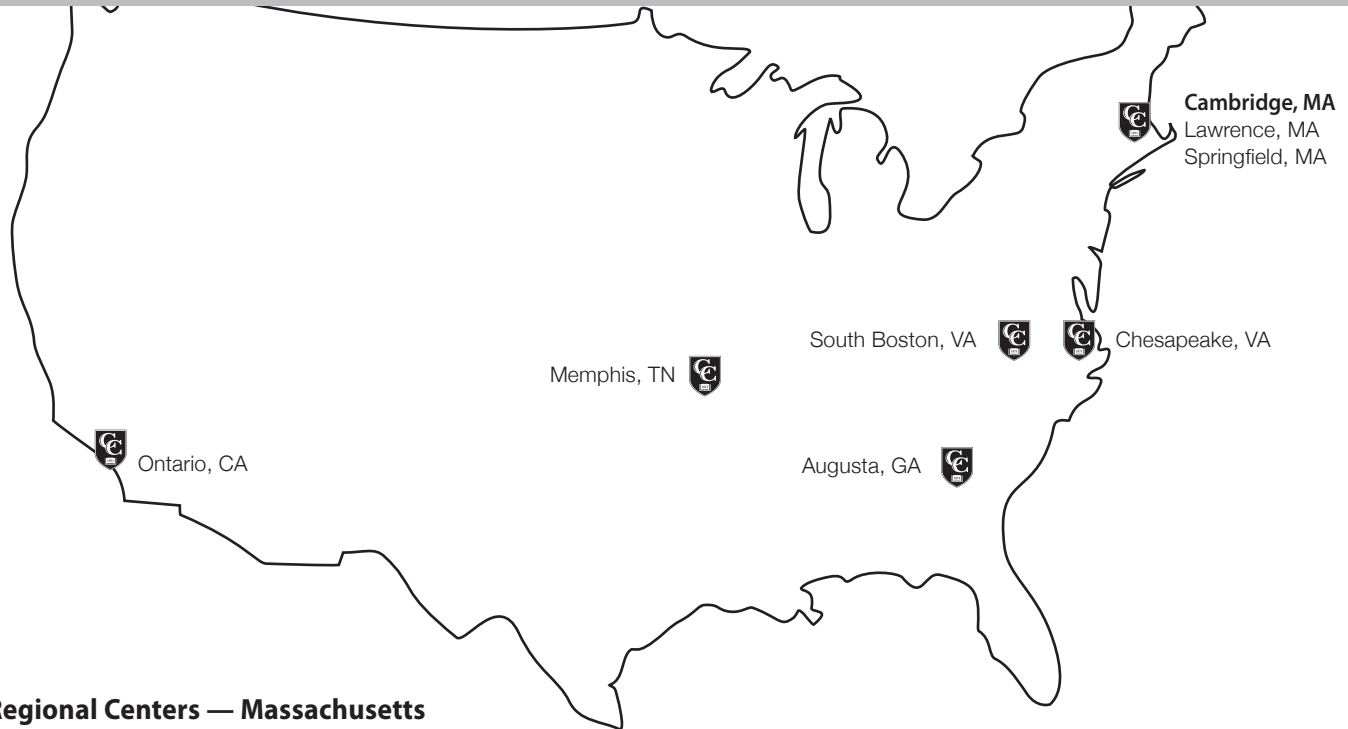 Cambridge, MA
Lawrence, MA
Springfield, MA
South Boston, VA
Chesapeake, VA
Memphis, TN
Ontario, CA
Augusta, GA
Regional Centers — Massachusetts